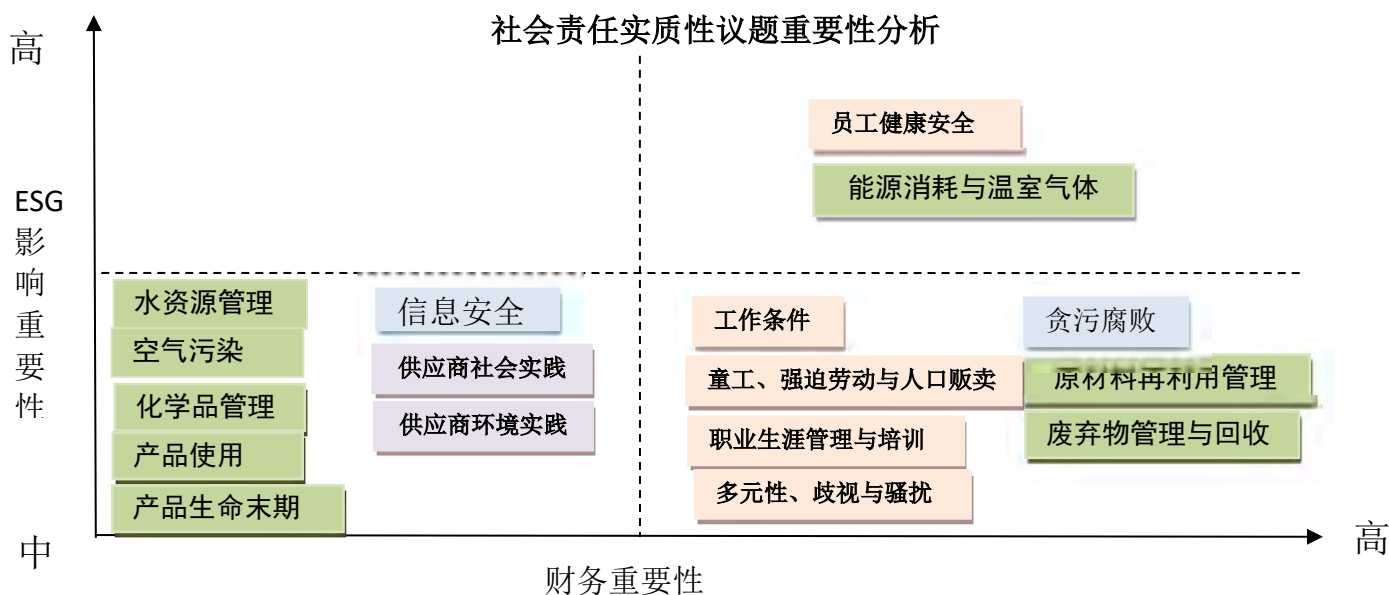 社会责任实质性议题重要性分析
高
员工健康安全
能源消耗与温室气体
ESG
影
响
重
要
性
水资源管理
信息安全
工作条件
贪污腐败
空气污染
供应商社会实践
童工、强迫劳动与人口贩卖
原材料再利用管理
化学品管理
供应商环境实践
职业生涯管理与培训
废弃物管理与回收
产品使用
多元性、歧视与骚扰
产品生命末期
中
高
财务重要性